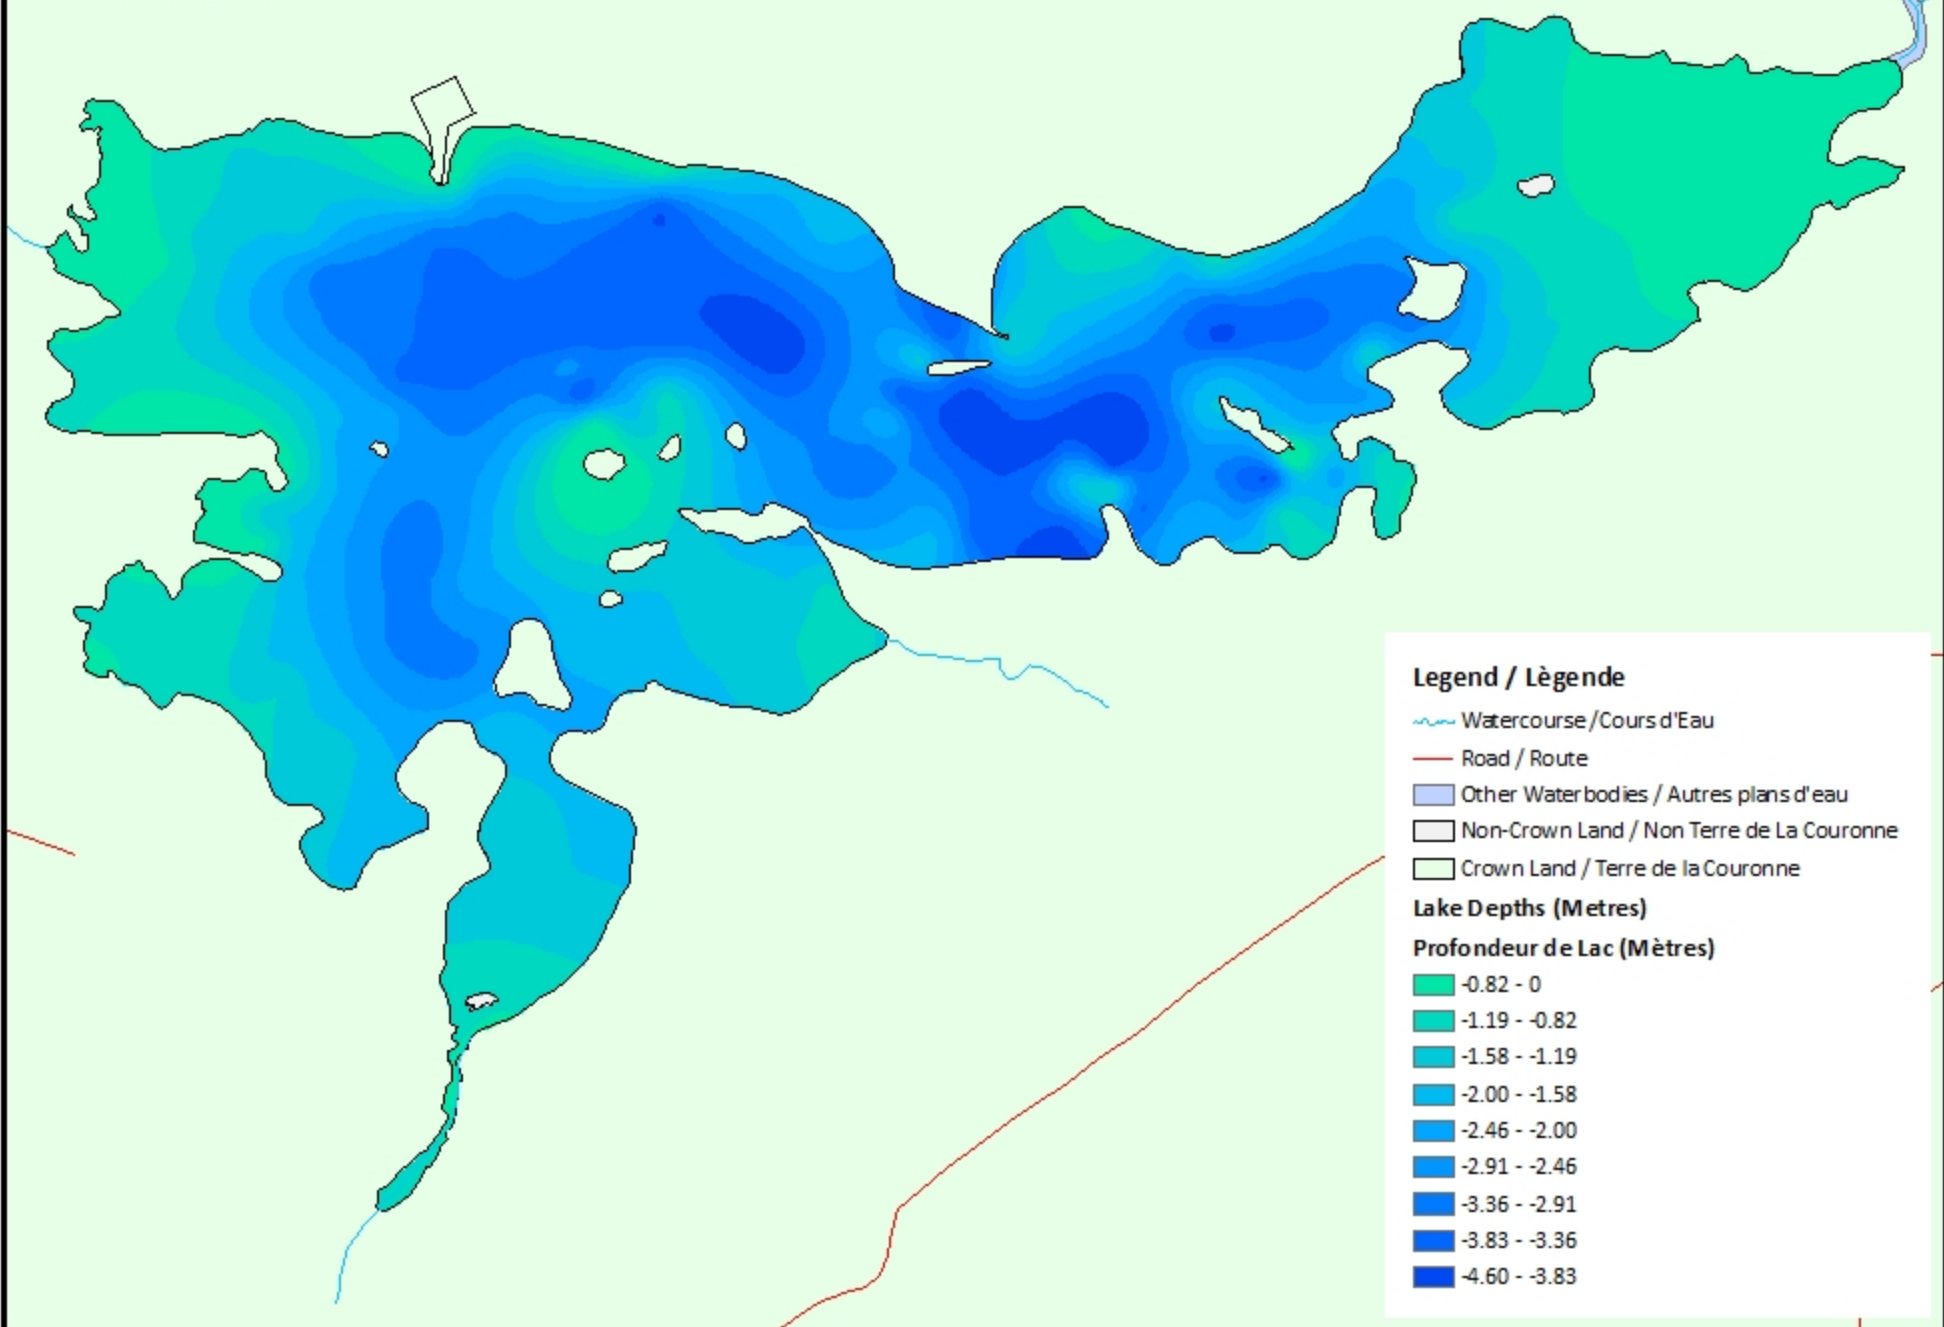 Legend / Lègende
Watercourse /Cours d'Eau
Road / Route
Other Waterbodies / Autres plans d'eau
Non-Crown Land / Non Terre de La Couronne
Crown Land / Terre de la Couronne
Lake Depths (Metres)
Profondeur de Lac (Mètres)
-0.82 - 0
-1.19 - -0.82
-1.58 - -1.19
-2.00 - -1.58
-2.46 - -2.00
-2.91 - -2.46
-3.36 - -2.91
-3.83 - -3.36
-4.60 - -3.83